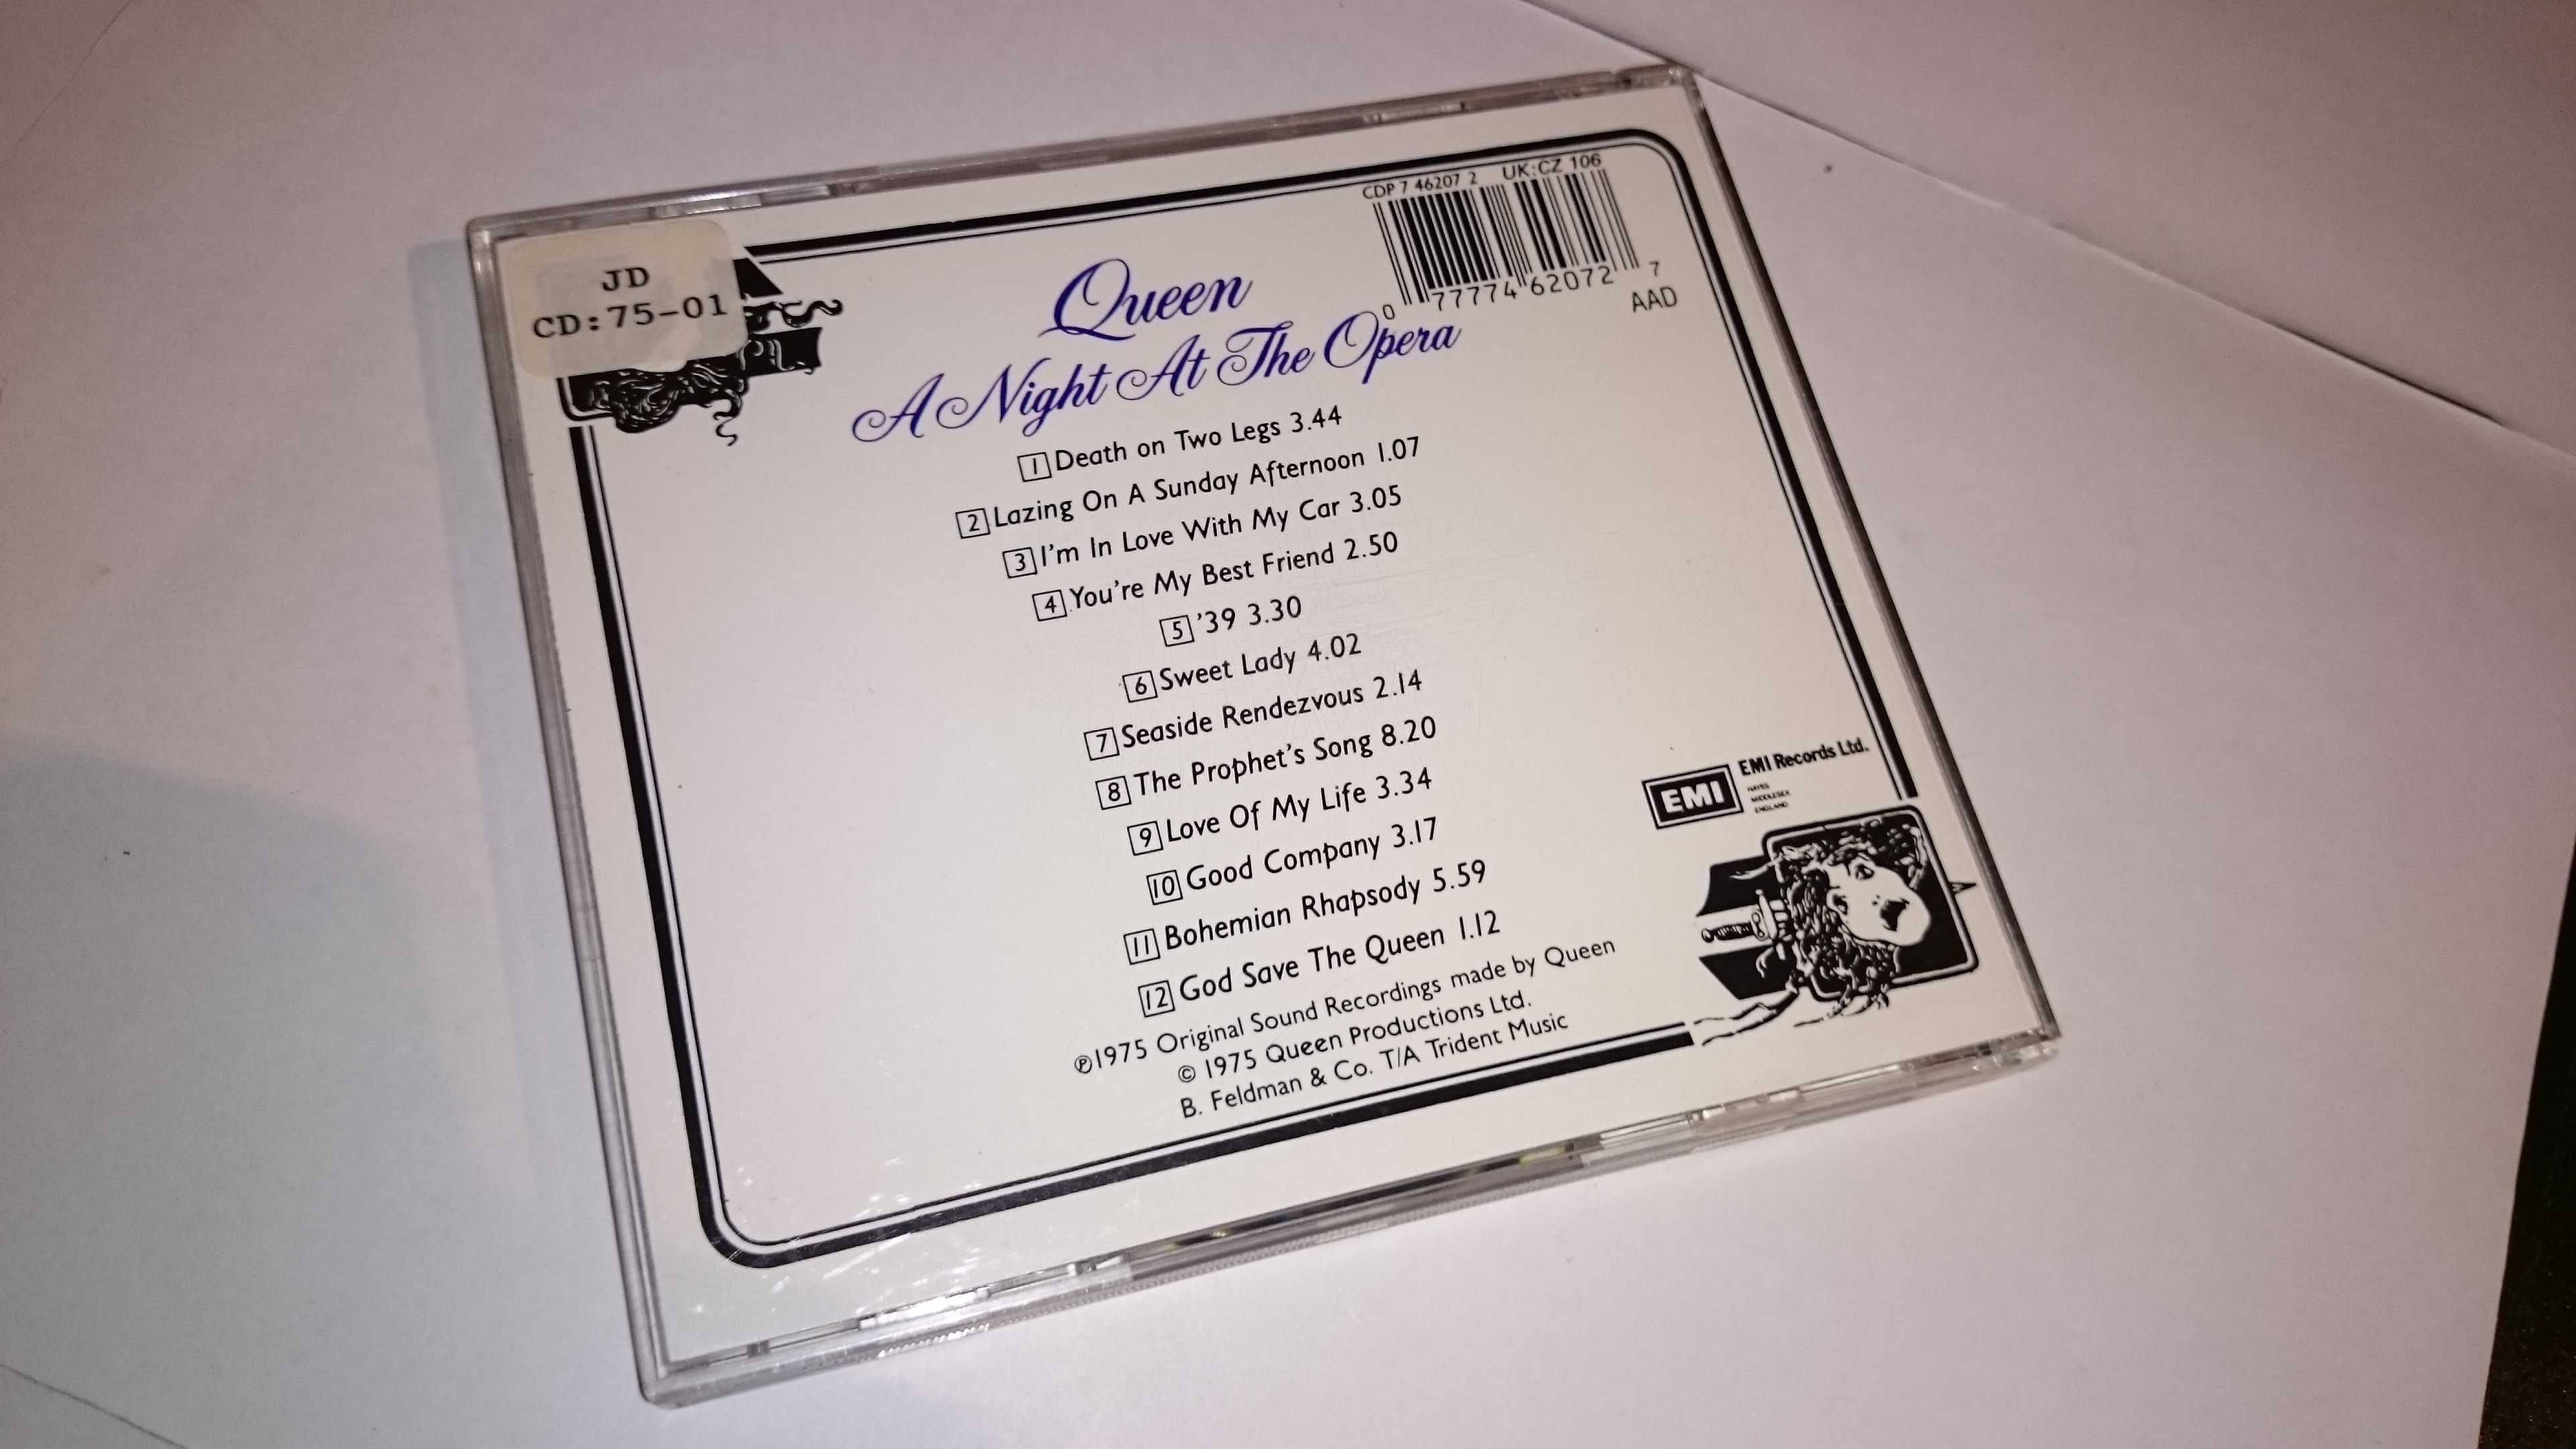 JD
CD:75-01
CDP 7 46207 2 UK:CZ 106
0 77774 62072 7
AAD
Queen
A Night At The Opera
1 Death on Two Legs 3.44
2 Lazing On A Sunday Afternoon 1.07
3 I'm In Love With My Car 3.05
4 You're My Best Friend 2.50
5 '39 3.30
6 Sweet Lady 4.02
7 Seaside Rendezvous 2.14
8 The Prophet's Song 8.20
9 Love Of My Life 3.34
10 Good Company 3.17
11 Bohemian Rhapsody 5.59
12 God Save The Queen 1.12
℗1975 Original Sound Recordings made by Queen
© 1975 Queen Productions Ltd.
B. Feldman & Co. T/A Trident Music
EMI
EMI Records Ltd.
HAYES
MIDDLESEX
ENGLAND